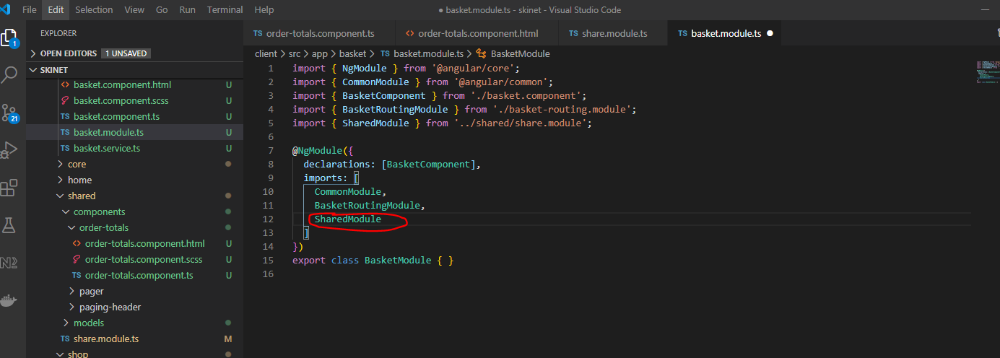 File Edit Selection View Go Run Terminal Help ● basket.module.ts - skinet - Visual Studio Code
EXPLORER
OPEN EDITORS 1 UNSAVED
SKINET
basket.component.html U
basket.component.scss U
TS basket.component.ts U
TS basket.module.ts U
TS basket.service.ts U
core
home
shared
components
order-totals
order-totals.component.html U
order-totals.component.scss U
TS order-totals.component.ts U
pager
paging-header
models
TS share.module.ts M
shop
1
21
TS order-totals.component.ts
order-totals.component.html
TS share.module.ts
TS basket.module.ts ●
client > src > app > basket > TS basket.module.ts > BasketModule
1 import { NgModule } from '@angular/core';
2 import { CommonModule } from '@angular/common';
3 import { BasketComponent } from './basket.component';
4 import { BasketRoutingModule } from './basket-routing.module';
5 import { SharedModule } from '../shared/share.module';
6
7 @NgModule({
8 declarations: [BasketComponent],
9 imports: [
10 CommonModule,
11 BasketRoutingModule,
12 SharedModule
13 ]
14 })
15 export class BasketModule { }
16